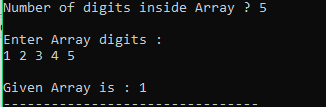 Number of digits inside Array ? 5
Enter Array digits :
1 2 3 4 5
Given Array is : 1
--------------------------------